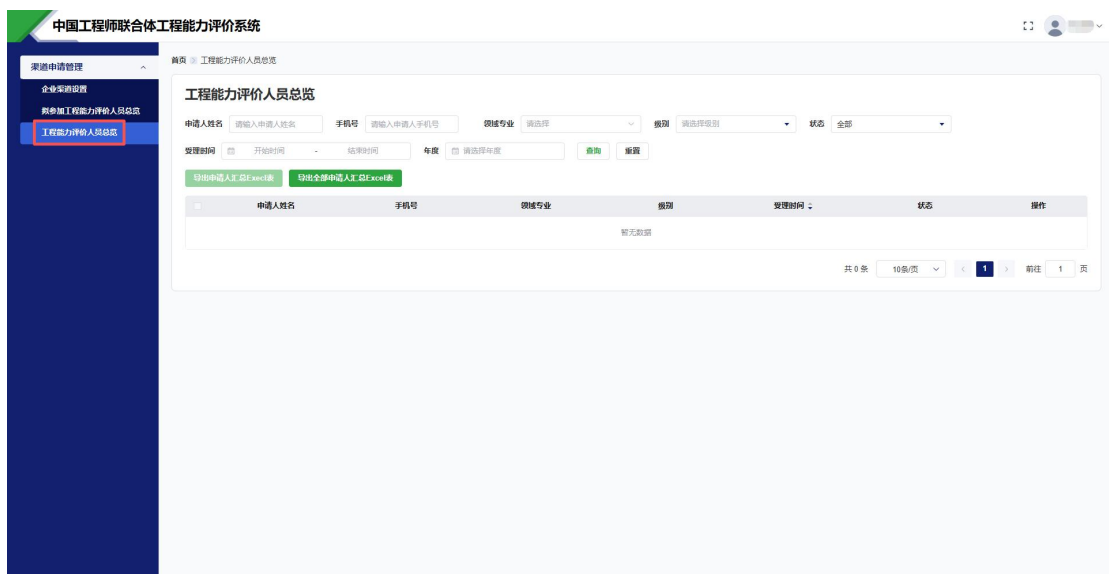 中国工程师联合体工程能力评价系统
渠道申请管理
企业渠道设置
拟参加工程能力评价人员总览
工程能力评价人员总览
首页 工程能力评价人员总览
工程能力评价人员总览
申请人姓名 请输入申请人姓名 手机号 请输入申请人手机号 领域专业 请选择 级别 请选择级别 状态 全部
受理时间 开始时间 - 结束时间 年度 请选择年度 查询 重置
导出申请人汇总Execl表 导出全部申请人汇总Excel表
申请人姓名 手机号 领域专业 级别 受理时间 状态 操作
暂无数据
共 0 条 10条/页 1 前往 1 页